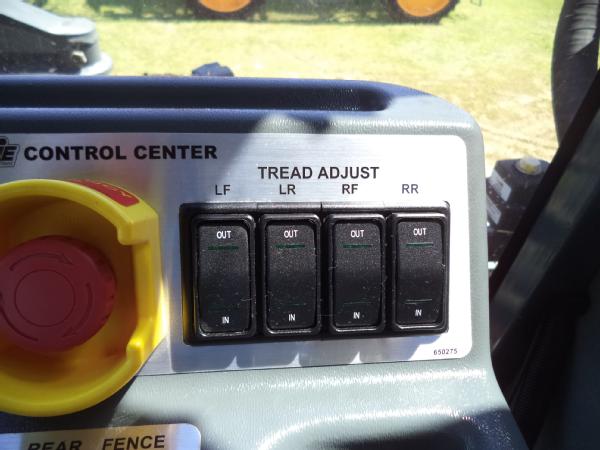 CONTROL CENTER
TREAD ADJUST
LF LR RF RR
OUT OUT OUT OUT
IN IN IN IN
650275
REAR FENCE